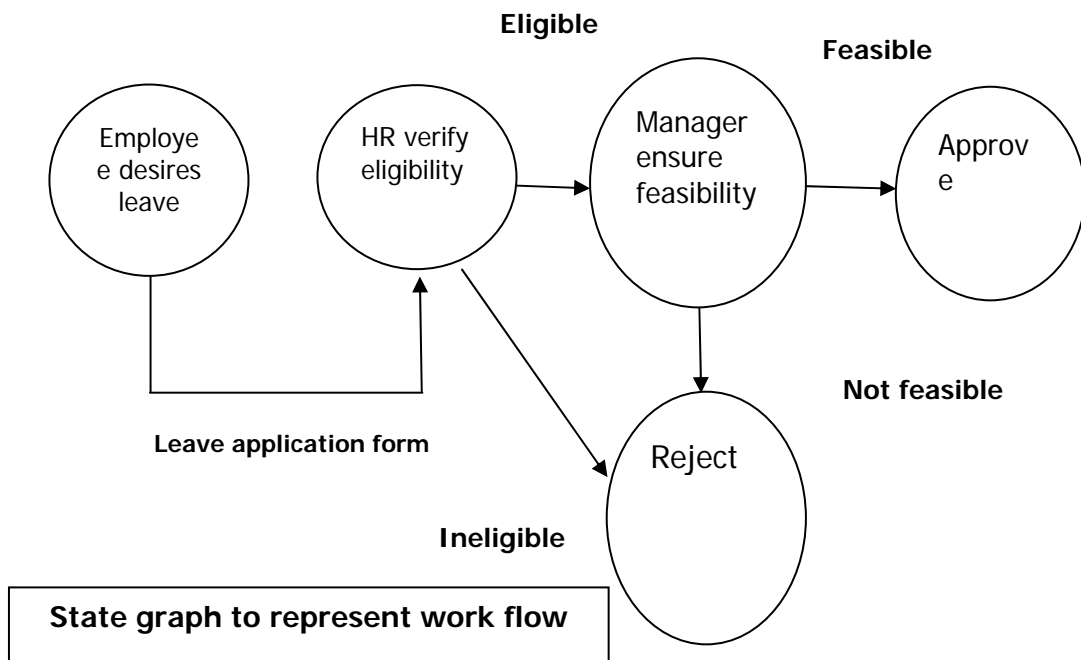 Eligible
Feasible
Employe
e desires
leave
HR verify
eligibility
Manager
ensure
feasibility
Approv
e
Not feasible
Leave application form
Reject
Ineligible
State graph to represent work flow